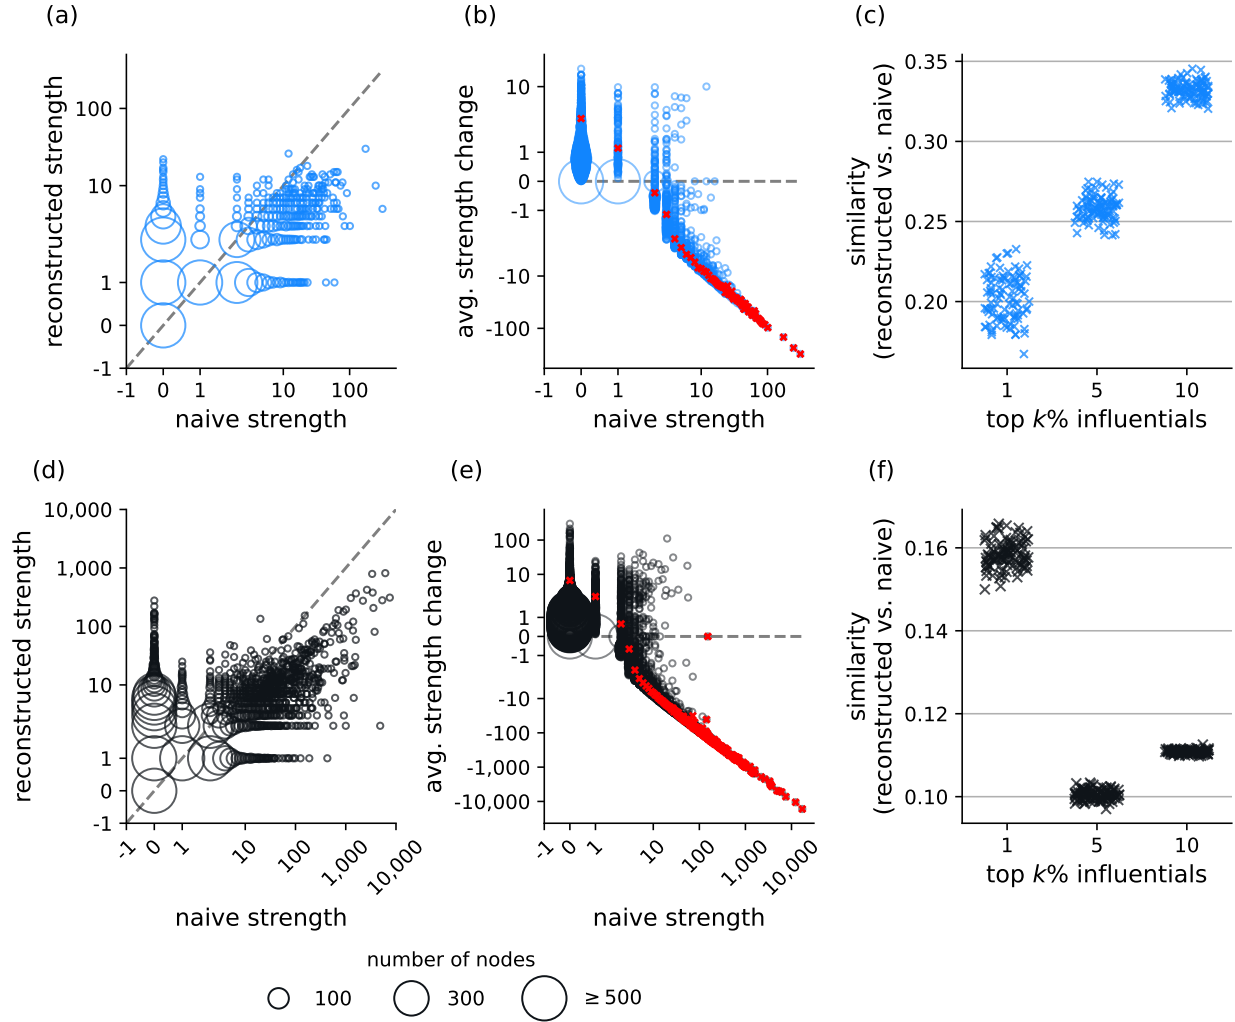 (a)
reconstructed strength
100
10
1
0
-1
-1 0 1 10 100
naive strength
(b)
avg. strength change
10
1
0
-1
-10
-100
-1 0 1 10 100
naive strength
(c)
similarity
(reconstructed vs. naive)
0.35
0.30
0.25
0.20
1 5 10
top k% influentials
(d)
reconstructed strength
10,000
1,000
100
10
1
0
-1
-1 0 1 10 100 1,000 10,000
naive strength
(e)
avg. strength change
100
10
1
0
-1
-10
-100
-1,000
-10,000
-1 0 1 10 100 1,000 10,000
naive strength
(f)
similarity
(reconstructed vs. naive)
0.16
0.14
0.12
0.10
1 5 10
top k% influentials
number of nodes
100 300 ≥ 500